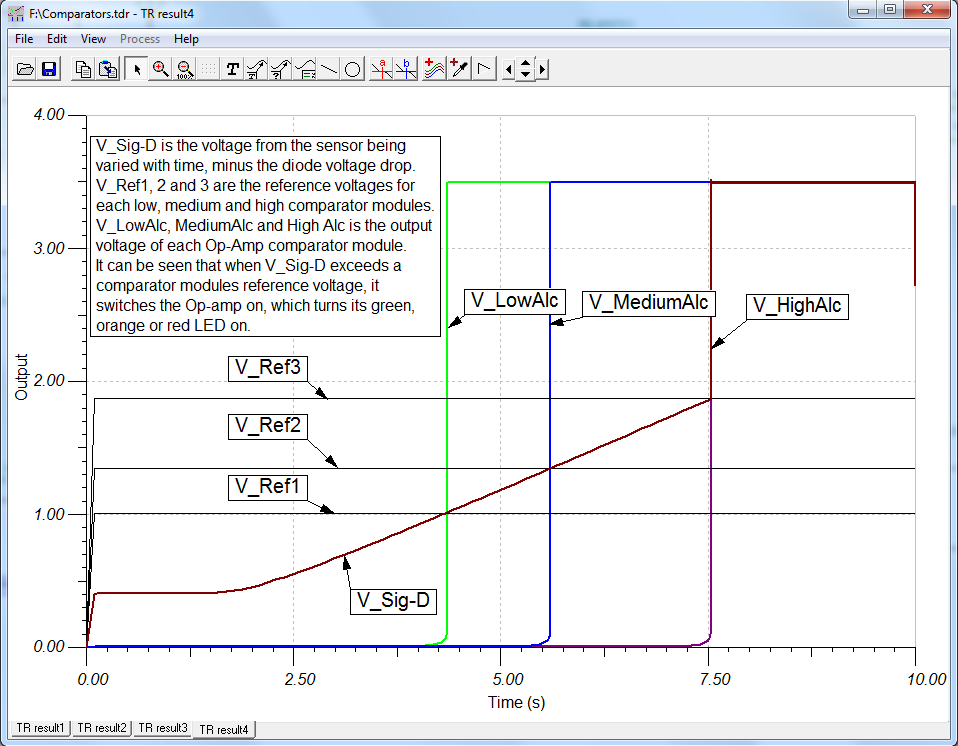 F:\Comparators.tdr - TR result4
File Edit View Process Help
100% T ? a b
4.00
3.00
2.00
1.00
0.00
Output
V_Sig-D is the voltage from the sensor being
varied with time, minus the diode voltage drop.
V_Ref1, 2 and 3 are the reference voltages for
each low, medium and high comparator modules.
V_LowAlc, MediumAlc and High Alc is the output
voltage of each Op-Amp comparator module.
It can be seen that when V_Sig-D exceeds a
comparator modules reference voltage, it
switches the Op-amp on, which turns its green,
orange or red LED on.
V_LowAlc
V_MediumAlc
V_HighAlc
V_Ref3
V_Ref2
V_Ref1
V_Sig-D
0.00 2.50 5.00 7.50 10.00
Time (s)
TR result1 TR result2 TR result3 TR result4